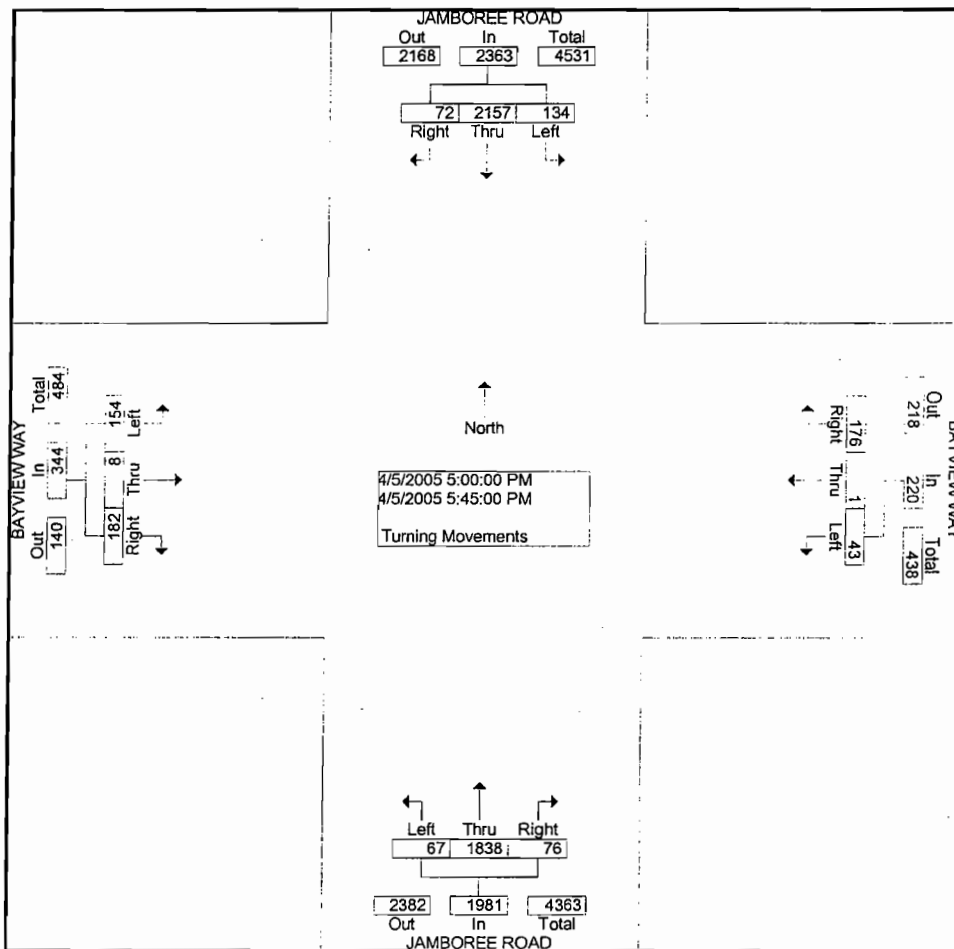 JAMBOREE ROAD
Out In Total
2168 2363 4531
72 2157 134
Right Thru Left
North
4/5/2005 5:00:00 PM
4/5/2005 5:45:00 PM
Turning Movements
BAYVIEW WAY
Out In Total
140 344 484
182 8 154
Right Thru Left
BAYVIEW WAY
Out In Total
218 220 438
176 1 43
Right Thru Left
Left Thru Right
67 1838 76
2382 1981 4363
Out In Total
JAMBOREE ROAD